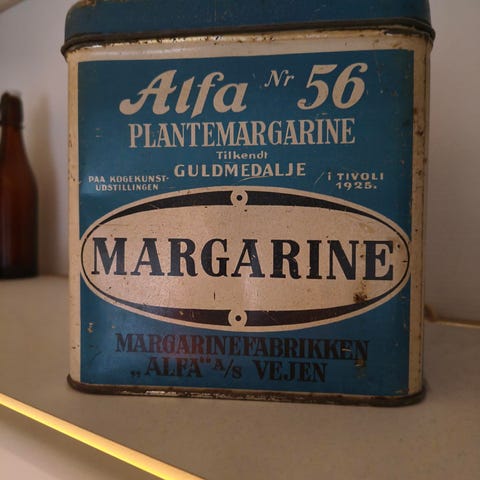 Alfa Nr 56
PLANTEMARGARINE
Tilkendt
GULDMEDALJE
PAA KOGEKUNST-
UDSTILLINGEN
i TIVOLI
1925.
MARGARINE
MARGARINEFABRIKKEN
„ALFA" A/S VEJEN